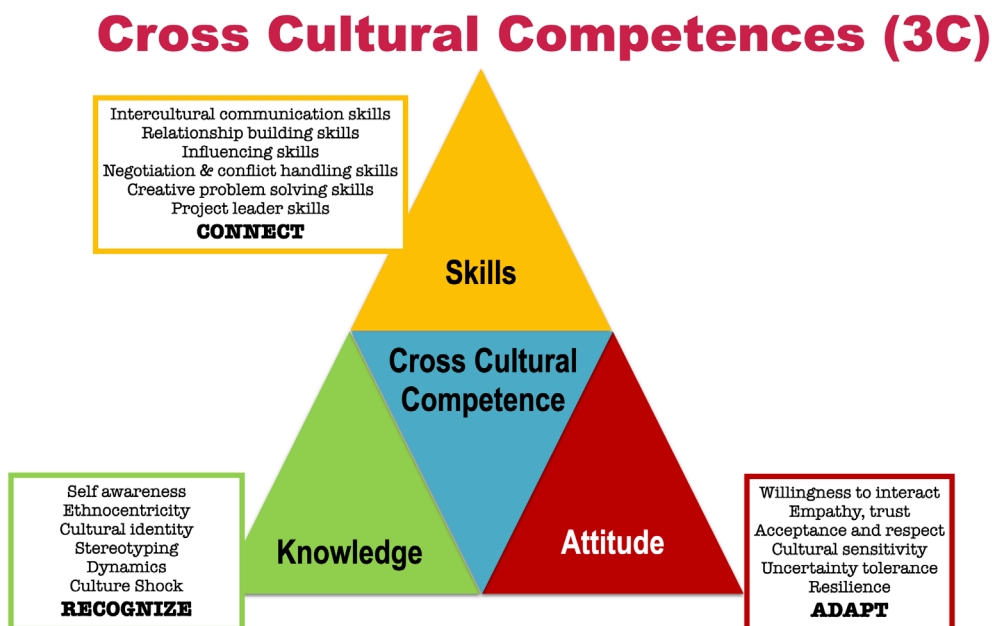 Cross Cultural Competences (3C)
Intercultural communication skills
Relationship building skills
Influencing skills
Negotiation & conflict handling skills
Creative problem solving skills
Project leader skills
CONNECT
Skills
Cross Cultural
Competence
Self awareness
Ethnocentricity
Cultural identity
Stereotyping
Dynamics
Culture Shock
RECOGNIZE
Knowledge
Attitude
Willingness to interact
Empathy, trust
Acceptance and respect
Cultural sensitivity
Uncertainty tolerance
Resilience
ADAPT